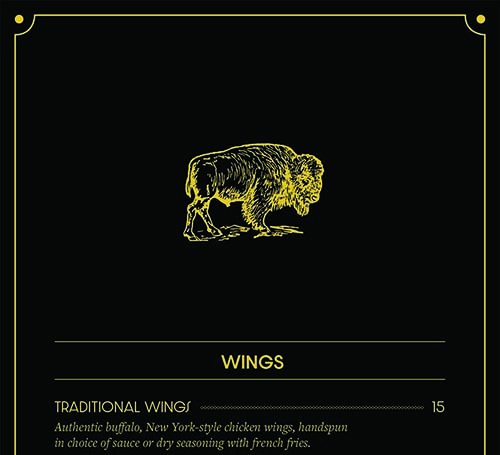 WINGS
TRADITIONAL WINGS 15
Authentic buffalo, New York-style chicken wings, handspun
in choice of sauce or dry seasoning with french fries.